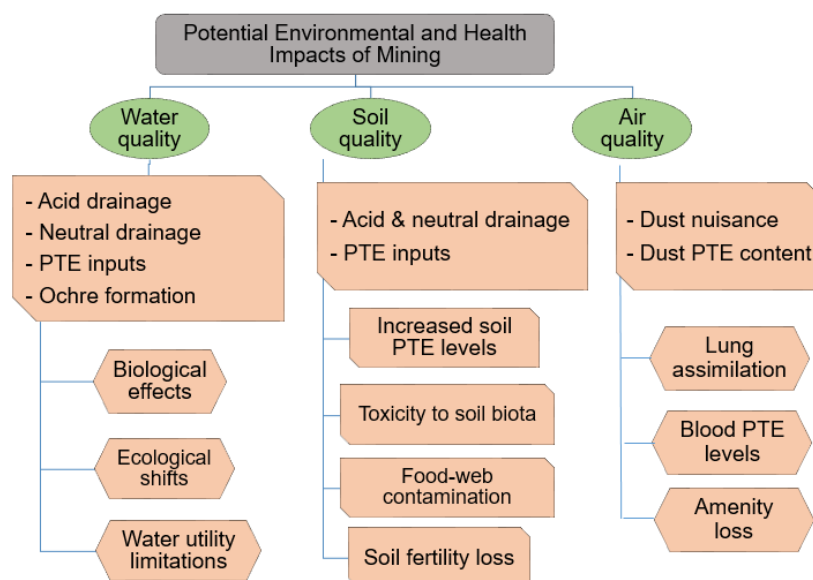 Potential Environmental and Health
Impacts of Mining
Water
quality
Soil
quality
Air
quality
- Acid drainage
- Neutral drainage
- PTE inputs
- Ochre formation
Biological
effects
Ecological
shifts
Water utility
limitations
- Acid & neutral drainage
- PTE inputs
Increased soil
PTE levels
Toxicity to soil biota
Food-web
contamination
Soil fertility loss
- Dust nuisance
- Dust PTE content
Lung
assimilation
Blood PTE
levels
Amenity
loss